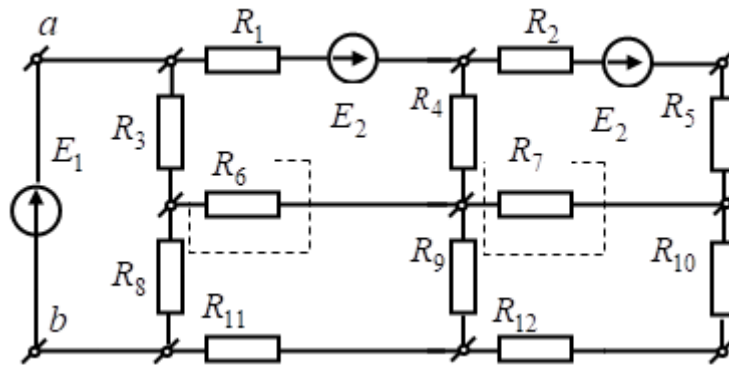 a R₁ R₂
R₃ E₂ R₄ E₂ R₅
E₁ R₆ R₇
R₈ R₉ R₁₀
b R₁₁ R₁₂